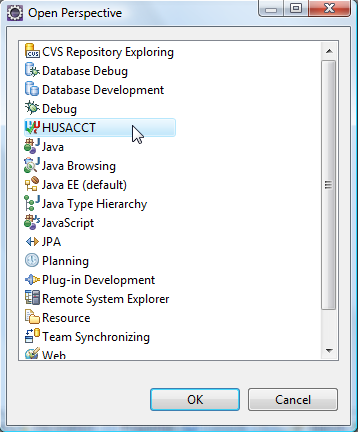 Open Perspective
CVS Repository Exploring
Database Debug
Database Development
Debug
HUSACCT
Java
Java Browsing
Java EE (default)
Java Type Hierarchy
JavaScript
JPA
Planning
Plug-in Development
Remote System Explorer
Resource
Team Synchronizing
Web
OK
Cancel